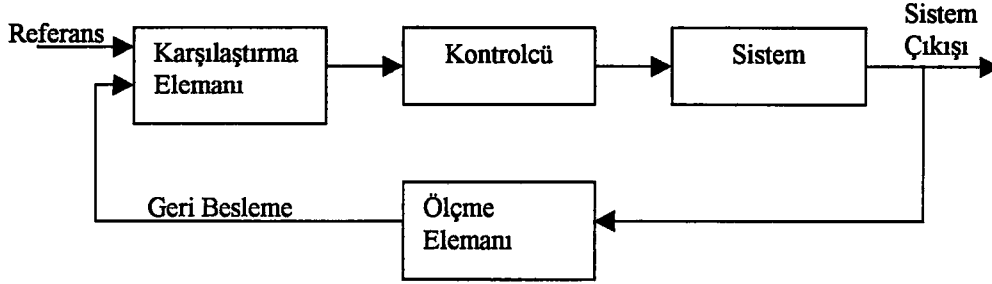 Referans
Karşılaştırma
Elemanı
Kontrolcü
Sistem
Sistem
Çıkışı
Geri Besleme
Ölçme
Elemanı